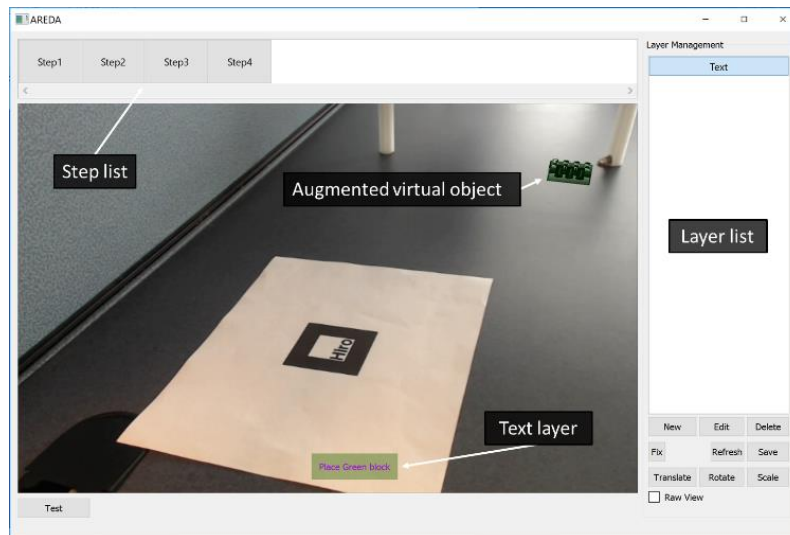 AREDA
Step1
Step2
Step3
Step4
Layer Management
Text
Step list
Augmented virtual object
Layer list
Hiro
Text layer
Place Green block
New
Edit
Delete
Fix
Refresh
Save
Translate
Rotate
Scale
Raw View
Test